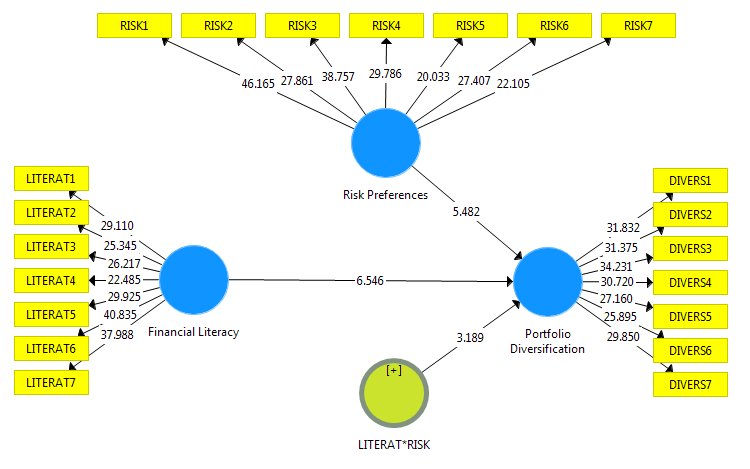 RISK1 RISK2 RISK3 RISK4 RISK5 RISK6 RISK7
46.165 27.861 38.757 29.786 20.033 27.407 22.105
Risk Preferences
LITERAT1
LITERAT2
LITERAT3
LITERAT4
LITERAT5
LITERAT6
LITERAT7
29.110
25.345
26.217
22.485
29.925
40.835
37.988
Financial Literacy
5.482
6.546
3.189
[+]
LITERAT*RISK
Portfolio
Diversification
31.832
31.375
34.231
30.720
27.160
25.895
29.850
DIVERS1
DIVERS2
DIVERS3
DIVERS4
DIVERS5
DIVERS6
DIVERS7